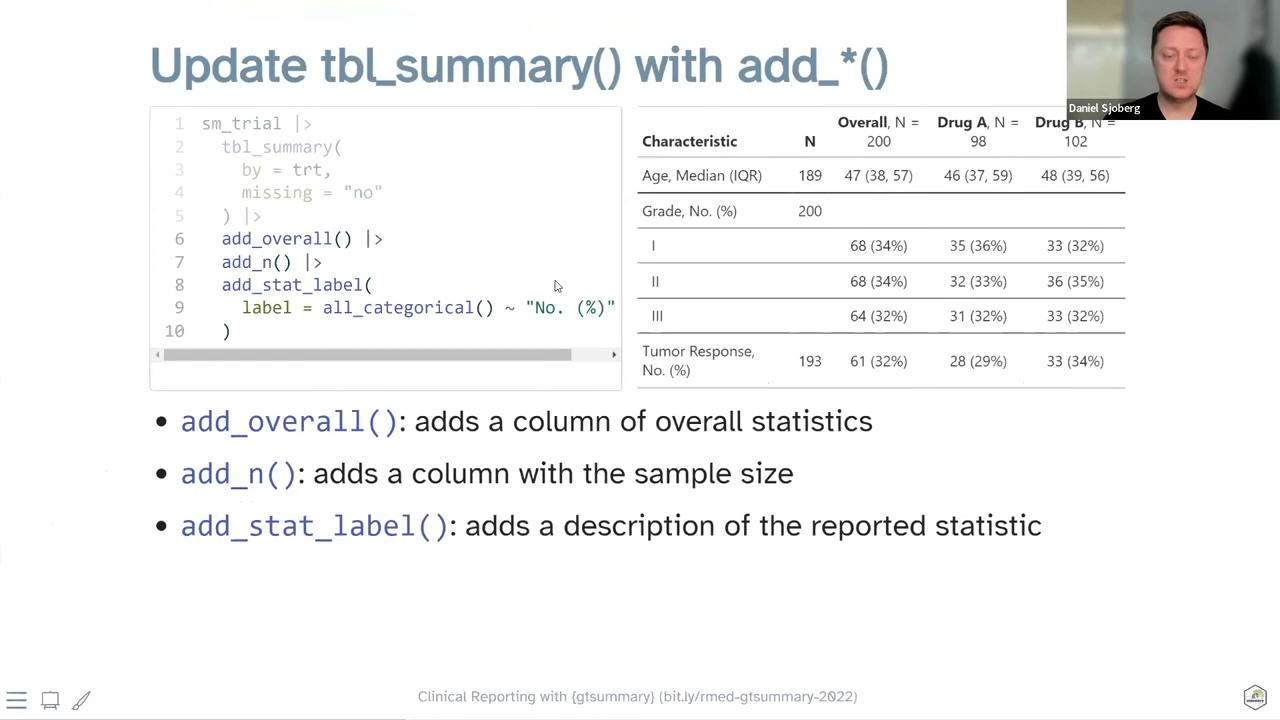 Update tbl_summary() with add_*()
Daniel Sjoberg
1 sm_trial |>
2 tbl_summary(
3 by = trt,
4 missing = "no"
5 ) |>
6 add_overall() |>
7 add_n() |>
8 add_stat_label(
9 label = all_categorical() ~ "No. (%)"
10 )
Characteristic N Overall, N = 200 Drug A, N = 98 Drug B, N = 102
Age, Median (IQR) 189 47 (38, 57) 46 (37, 59) 48 (39, 56)
Grade, No. (%) 200
I 68 (34%) 35 (36%) 33 (32%)
II 68 (34%) 32 (33%) 36 (35%)
III 64 (32%) 31 (32%) 33 (32%)
Tumor Response, No. (%) 193 61 (32%) 28 (29%) 33 (34%)
• add_overall(): adds a column of overall statistics
• add_n(): adds a column with the sample size
• add_stat_label(): adds a description of the reported statistic
Clinical Reporting with {gtsummary} (bit.ly/rmed-gtsummary-2022)